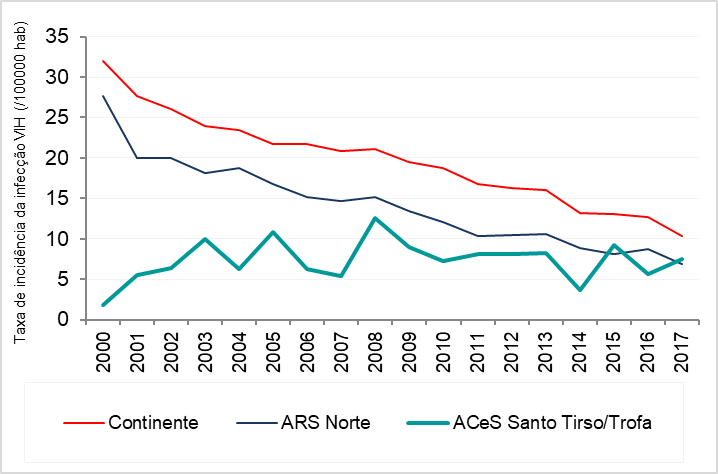 Taxa de incidência da infecção VIH (/100000 hab)
35
30
25
20
15
10
5
0
2000 2001 2002 2003 2004 2005 2006 2007 2008 2009 2010 2011 2012 2013 2014 2015 2016 2017
Continente ARS Norte ACeS Santo Tirso/Trofa